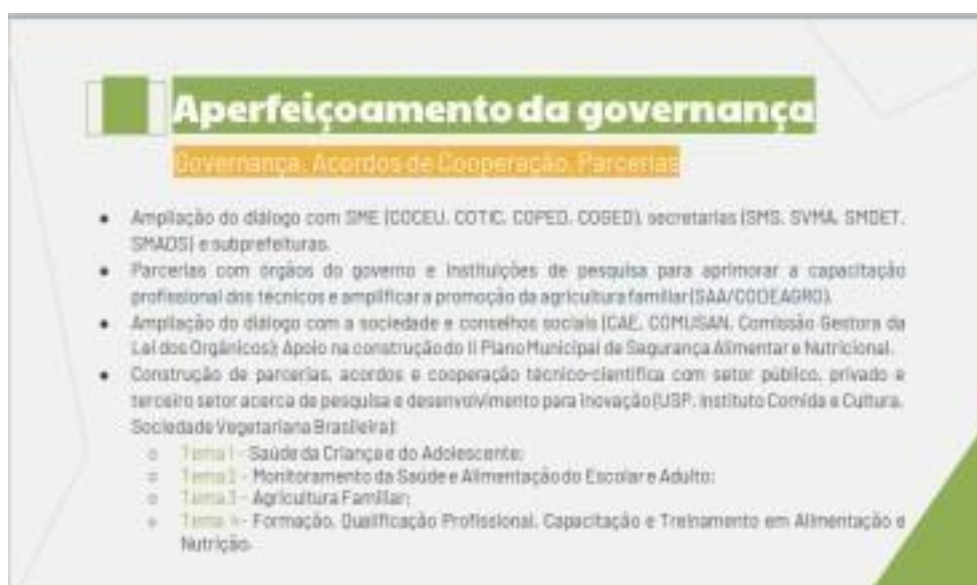 Aperfeiçoamento da governança
Governança: Acordos de Cooperação, Parcerias
● Ampliação do diálogo com SME (COCEU, COTIC, COPED, COGED), secretarias (SMS, SVMA, SMDET,
SMADS) e subprefeituras.
● Parcerias com órgãos do governo e instituições de pesquisa para aprimorar a capacitação
profissional dos técnicos e amplificar a promoção da agricultura familiar (SAA/CODEAGRO).
● Ampliação do diálogo com a sociedade e conselhos sociais (CAE, COMUSAN, Comissão Gestora da
Lei dos Orgânicos); Apoio na construção do II Plano Municipal de Segurança Alimentar e Nutricional.
● Construção de parcerias, acordos e cooperação técnico-científica com setor público, privado e
terceiro setor acerca de pesquisa e desenvolvimento para inovação (USP, Instituto Comida e Cultura,
Sociedade Vegetariana Brasileira):
○ Tema 1 - Saúde da Criança e do Adolescente;
○ Tema 2 - Monitoramento da Saúde e Alimentação do Escolar e Adulto;
○ Tema 3 - Agricultura Familiar;
○ Tema 4- Formação, Qualificação Profissional, Capacitação e Treinamento em Alimentação e
Nutrição.